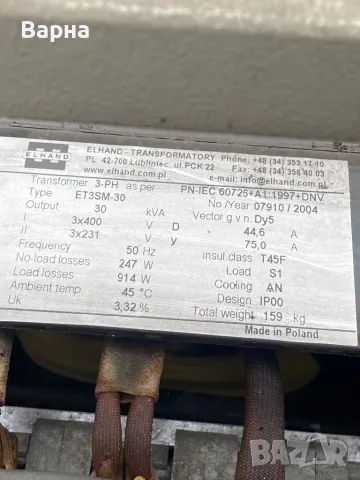 Варна
ELHAND
ELHAND - TRANSFORMATORY
PL 42-700 Lubliniec ul.PCK 22
www.elhand.com.pl
Phone: +48 (34) 353 17 10
Fax: +48 (34) 356 40 03
e-mail: info@elhand.com.pl
Transformer 3-PH as per PN-IEC 60726+A1:1997+DNV
Type ET3SM-30 No/Year 07910 / 2004
Output 30 kVA Vector g v n. Dy5
I 3x400 V D 44,6 A
II 3x231 V y 75,0 A
Frequency 50 Hz Insul class T45F
No-load losses 247 W Load S1
Load losses 914 W Cooling AN
Ambient temp 45 °C Design IP00
Uk 3,32 % Total weight 159 kg
Made in Poland
bazar.bg